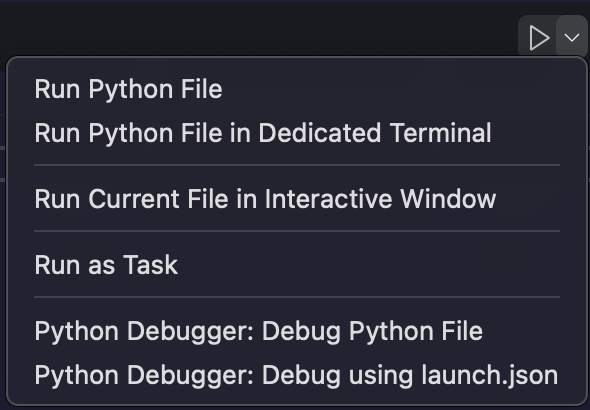 Run Python File
Run Python File in Dedicated Terminal
Run Current File in Interactive Window
Run as Task
Python Debugger: Debug Python File
Python Debugger: Debug using launch.json